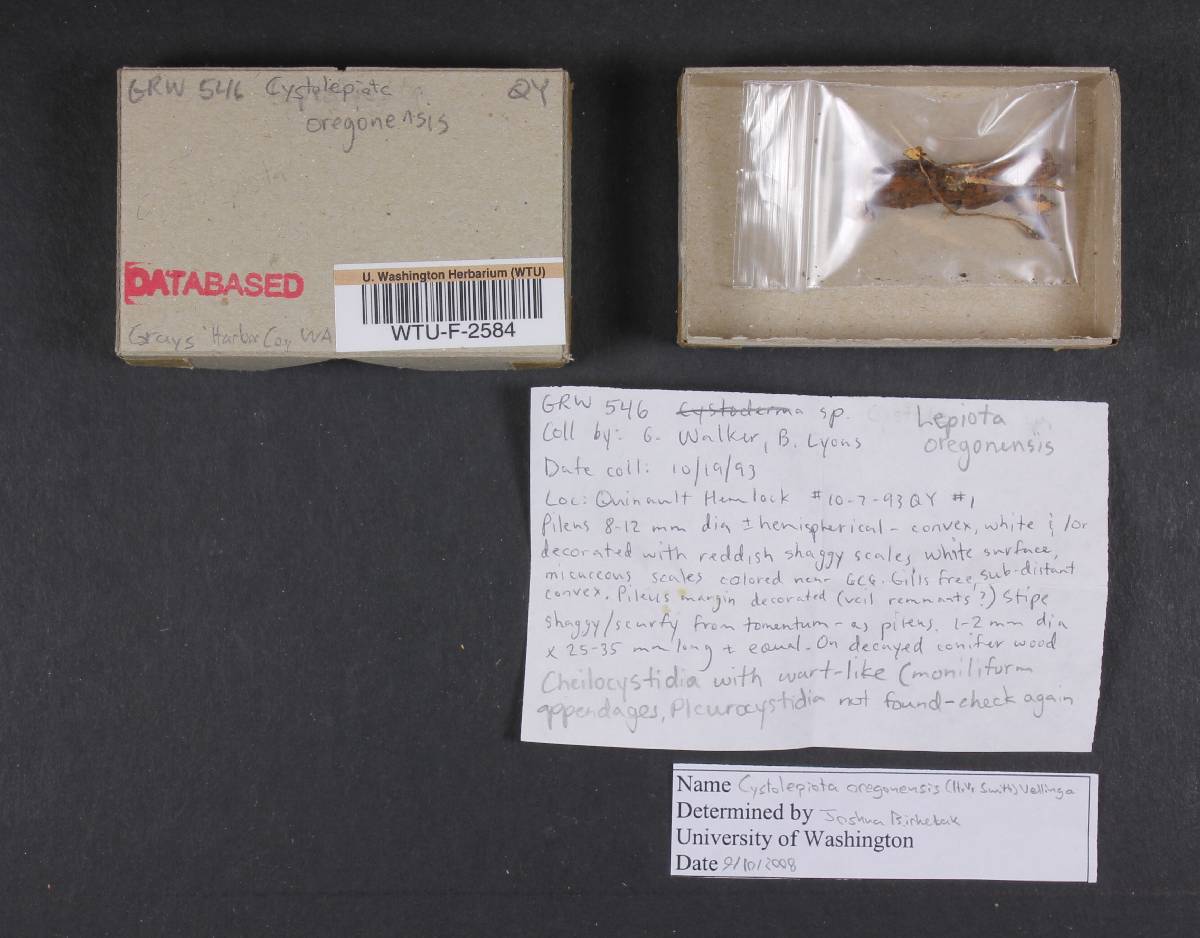 GRW 546 Cystolepiota QY
oregonensis
DATABASED
U. Washington Herbarium (WTU)
WTU-F-2584
Grays Harbor Co, WA
GRW 546 Cystoderma sp. Lepiota
oregonensis
Coll by: G. Walker, B. Lyons
Date coll: 10/19/93
Loc: Quinault Hemlock #10-7-93 QY #1
Pileus 8-12 mm dia ± hemispherical - convex, white & /or
decorated with reddish shaggy scales, white surface,
micaceous scales colored near Gills free, sub-distant
convex. Pileus margin decorated (veil remnants?) Stipe
shaggy/scurfy from tomentum - as pileus. 1-2 mm dia
x 25-35 mm long ± equal. On decayed conifer wood
Cheilocystidia with wart-like (moniliform
appendages, Pleurocystidia not found - check again
Name Cystolepiota oregonensis (H.V. Smith) Vellinga
Determined by Joshua Birkebak
University of Washington
Date 9/10/2008